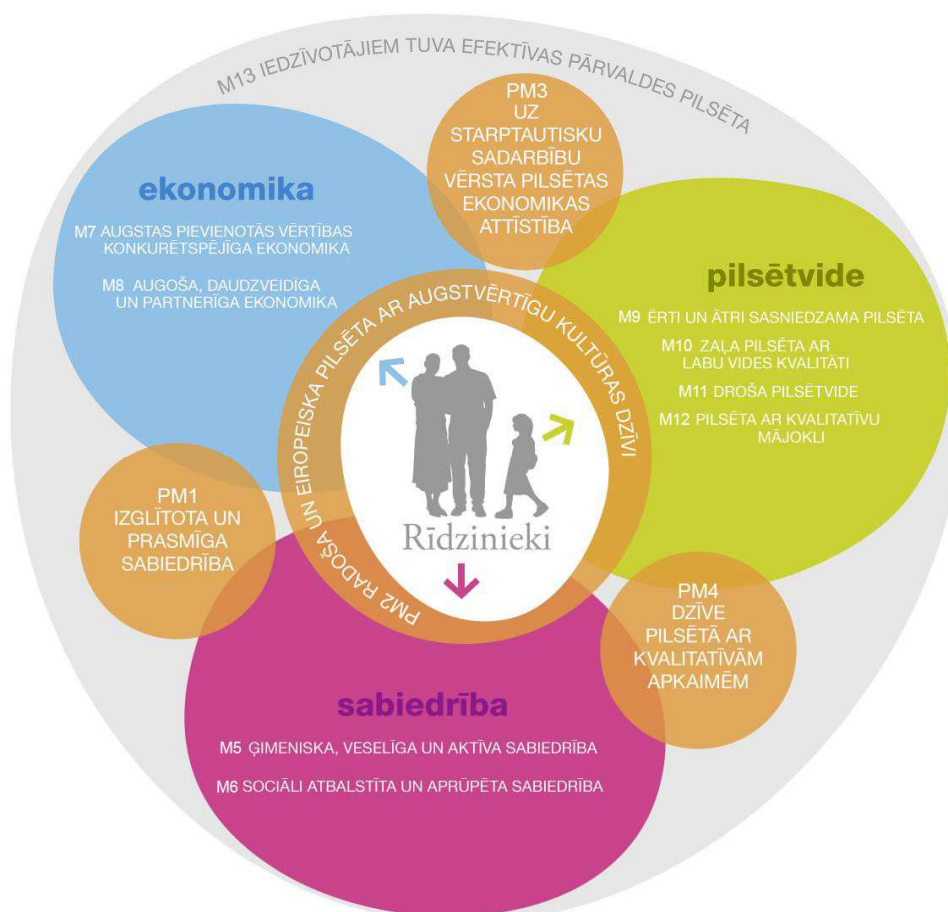 M13 IEDZĪVOTĀJIEM TUVA EFEKTĪVAS PĀRVALDES PILSĒTA
PM3
UZ
STARPTAUTISKU
SADARBĪBU
VĒRSTA PILSĒTAS
EKONOMIKAS
ATTĪSTĪBA
ekonomika
M7 AUGSTAS PIEVIENOTĀS VĒRTĪBAS
KONKURĒTSPĒJĪGA EKONOMIKA
M8 AUGOŠA, DAUDZVEIDĪGA
UN PARTNERĪGA EKONOMIKA
pilsētvide
M9 ĒRTI UN ĀTRI SASNIEDZAMA PILSĒTA
M10 ZAĻA PILSĒTA AR
LABU VIDES KVALITĀTI
M11 DROŠA PILSĒTVIDE
M12 PILSĒTA AR KVALITATĪVU
MĀJOKLI
PM2 RADOŠA UN EIROPEISKA PILSĒTA AR AUGSTVĒRTĪGU KULTŪRAS DZĪVI
Rīdzinieki
PM1
IZGLĪTOTA UN
PRASMĪGA
SABIEDRĪBA
PM4
DZĪVE
PILSĒTĀ AR
KVALITATĪVĀM
APKAIMĒM
sabiedrība
M5 ĢIMENISKA, VESELĪGA UN AKTĪVA SABIEDRĪBA
M6 SOCIĀLI ATBALSTĪTA UN APRŪPĒTA SABIEDRĪBA